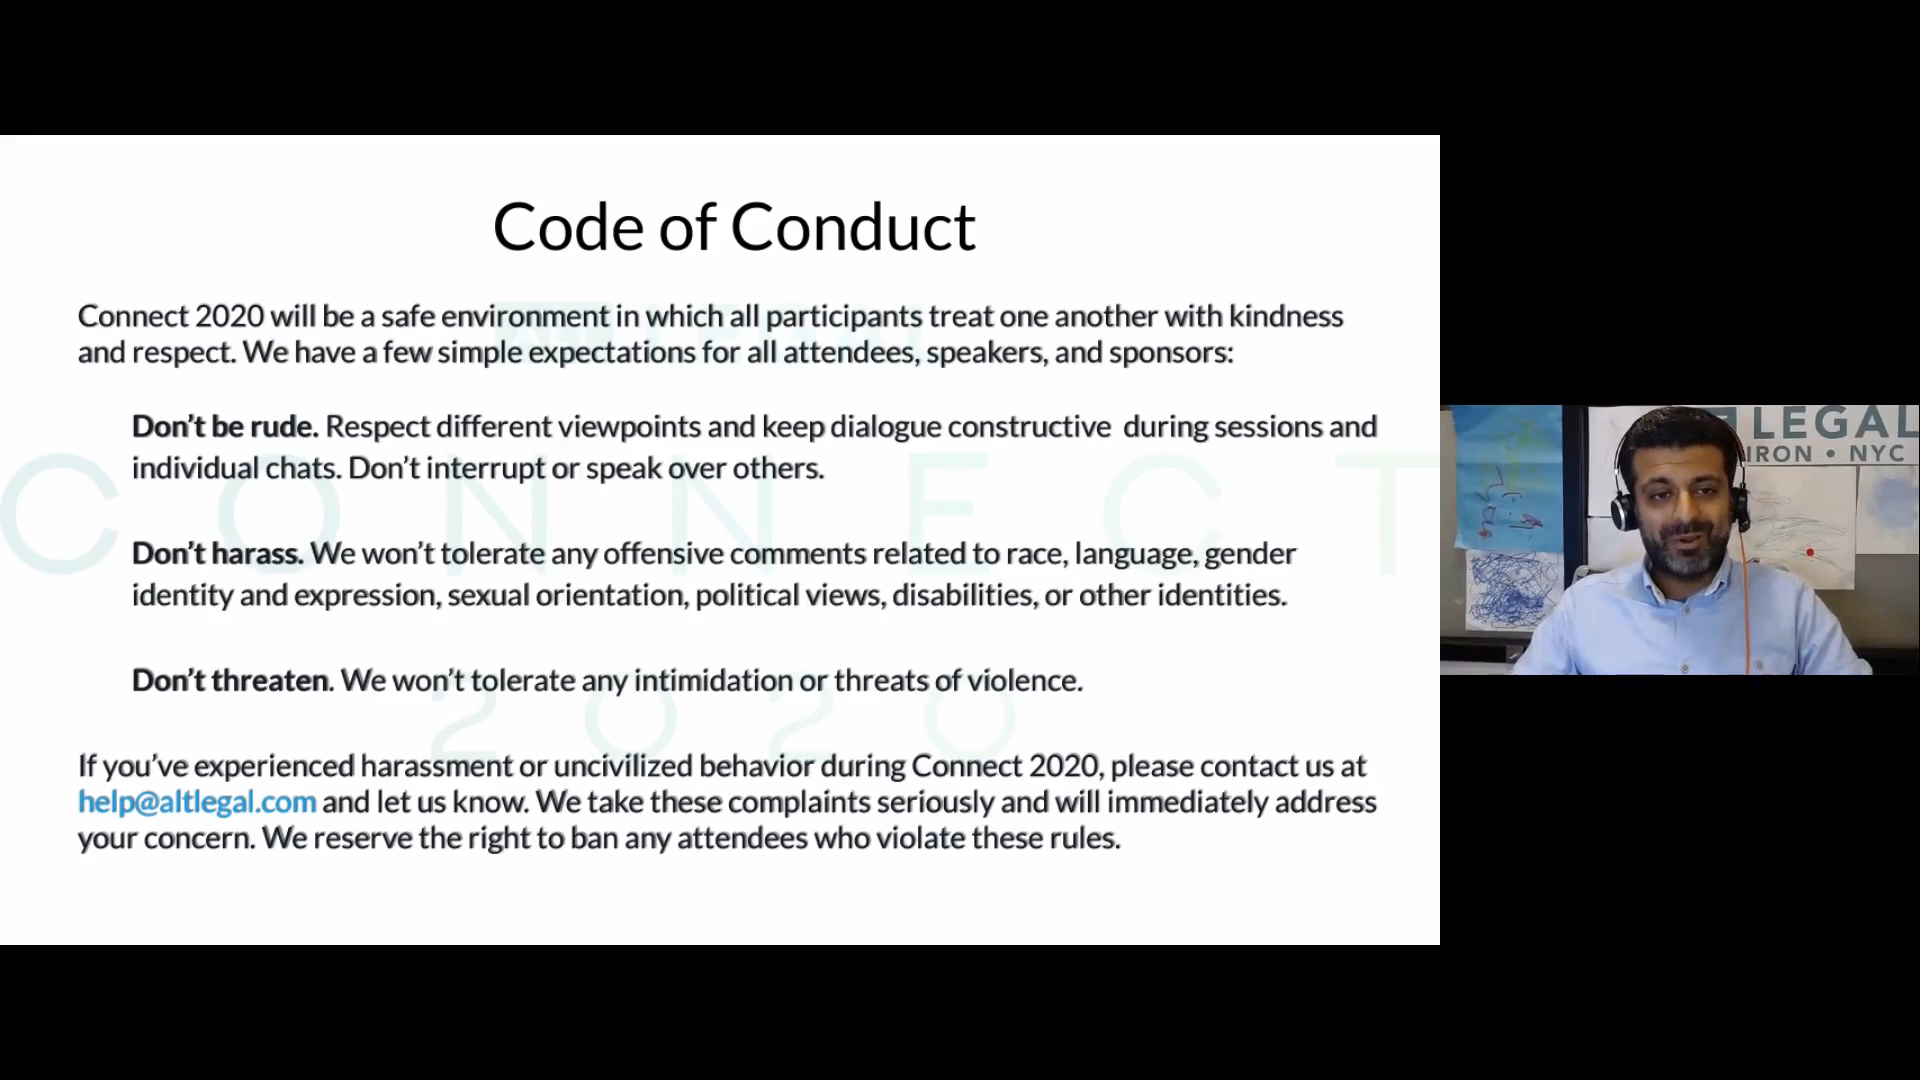 Code of Conduct
Connect 2020 will be a safe environment in which all participants treat one another with kindness
and respect. We have a few simple expectations for all attendees, speakers, and sponsors:
Don't be rude. Respect different viewpoints and keep dialogue constructive during sessions and
individual chats. Don't interrupt or speak over others.
Don't harass. We won't tolerate any offensive comments related to race, language, gender
identity and expression, sexual orientation, political views, disabilities, or other identities.
Don't threaten. We won't tolerate any intimidation or threats of violence.
If you've experienced harassment or uncivilized behavior during Connect 2020, please contact us at
help@altlegal.com and let us know. We take these complaints seriously and will immediately address
your concern. We reserve the right to ban any attendees who violate these rules.
CONNECT
2020
LEGAL
IRON • NYC